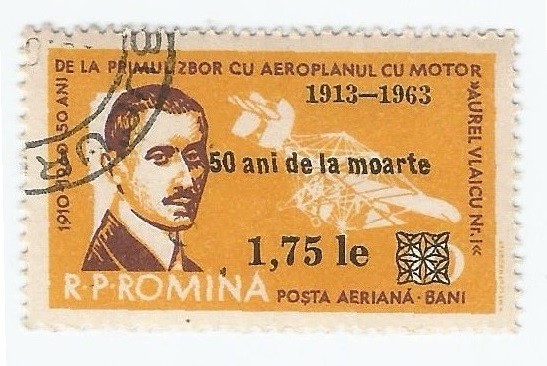 1910-1960-50 ANI
DE LA PRIMUL ZBOR CU AEROPLANUL CU MOTOR
»AUREL VLAICU Nr.I«
1913—1963
50 ani de la moarte
1,75 le
R·P·ROMINA
POȘTA AERIANĂ · BANI